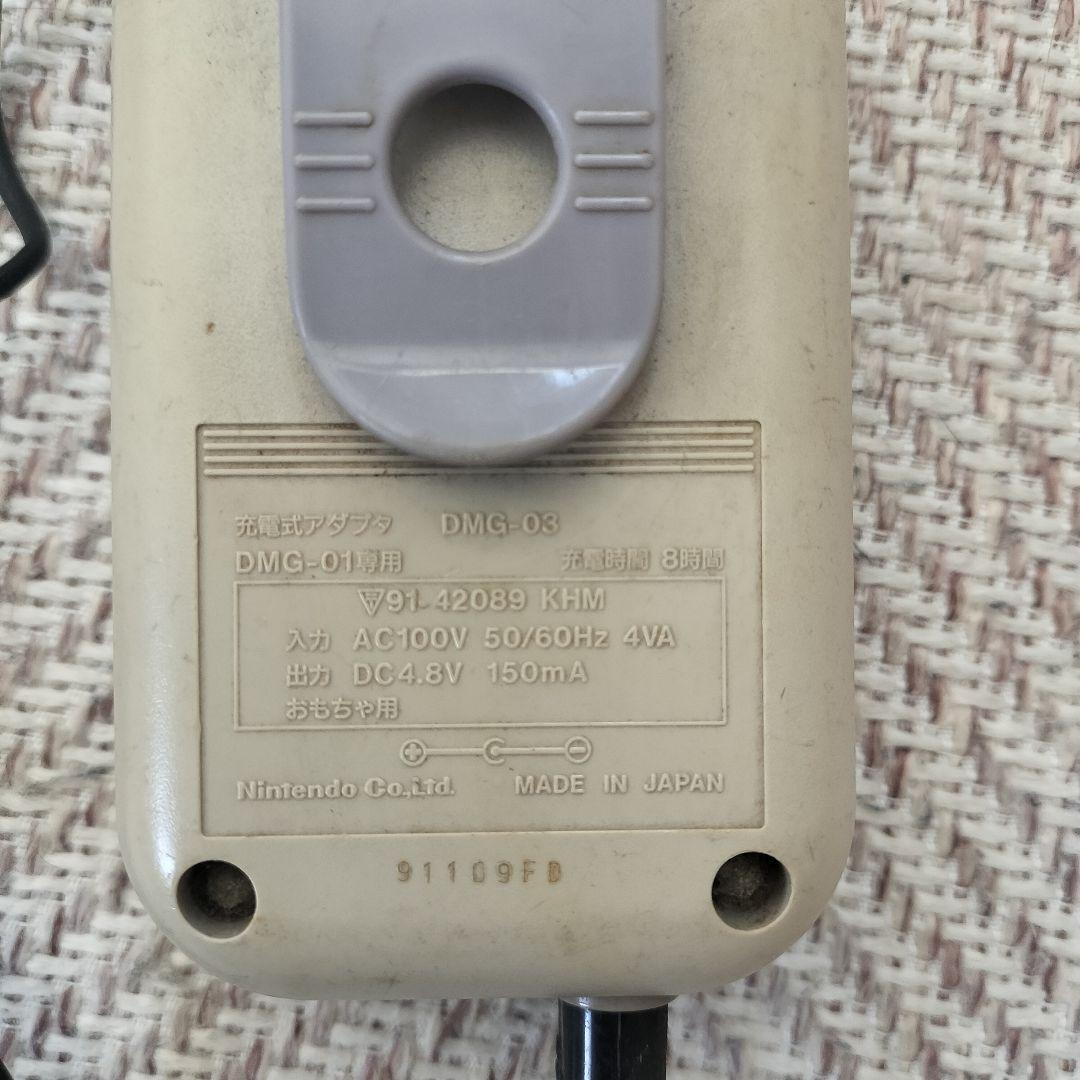 充電式アダプタ DMG-03
DMG-01専用 充電時間 8時間
91-42089 KHM
入力 AC100V 50/60Hz 4VA
出力 DC4.8V 150mA
おもちゃ用
Nintendo Co.,Ltd. MADE IN JAPAN
91109FD